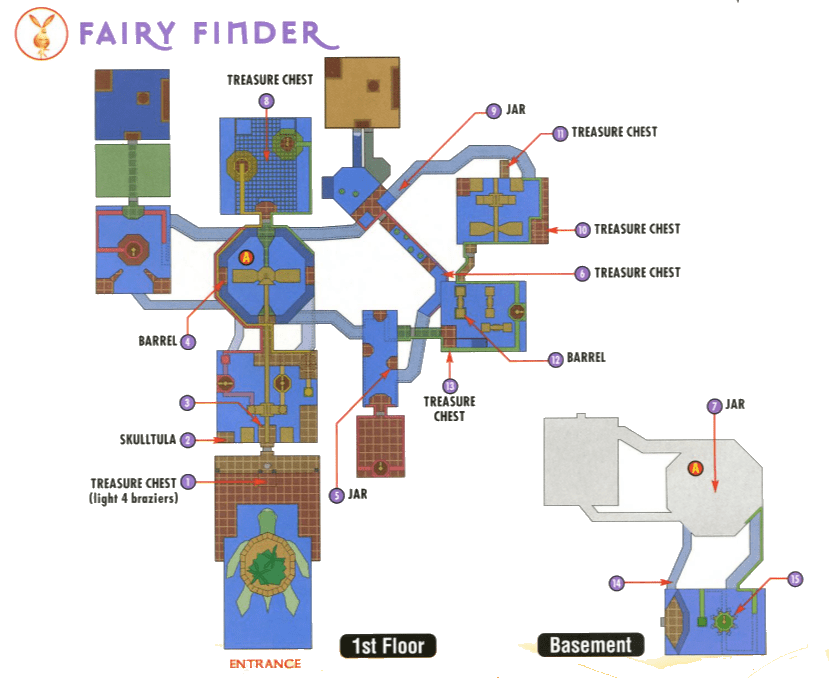 FAIRY FINDER
TREASURE CHEST
8
9 JAR
11 TREASURE CHEST
10 TREASURE CHEST
A
6 TREASURE CHEST
BARREL 4
12 BARREL
13
TREASURE
CHEST
3
SKULLTULA 2
7 JAR
A
TREASURE CHEST 1
(light 4 braziers)
5 JAR
14
15
1st Floor
Basement
ENTRANCE